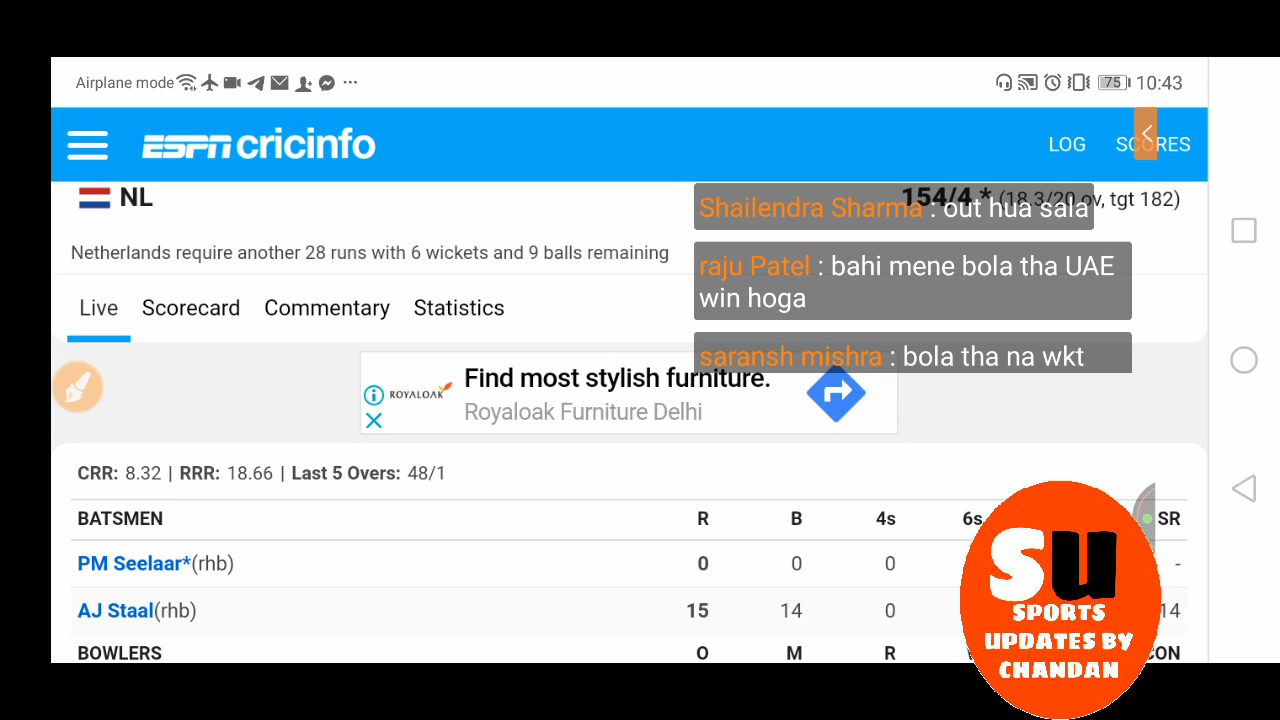 Airplane mode ... 75 10:43
ESPN cricinfo LOG SCORES
NL 154/4 * (18.3/20 ov, tgt 182)
Shailendra Sharma : out hua sala
Netherlands require another 28 runs with 6 wickets and 9 balls remaining
raju Patel : bahi mene bola tha UAE
win hoga
Live Scorecard Commentary Statistics
saransh mishra : bola tha na wkt
ROYALOAK Find most stylish furniture.
Royaloak Furniture Delhi
CRR: 8.32 | RRR: 18.66 | Last 5 Overs: 48/1
BATSMEN R B 4s 6s SR
PM Seelaar*(rhb) 0 0 0 -
AJ Staal(rhb) 15 14 0 14
BOWLERS O M R CON
SU
SPORTS
UPDATES BY
CHANDAN